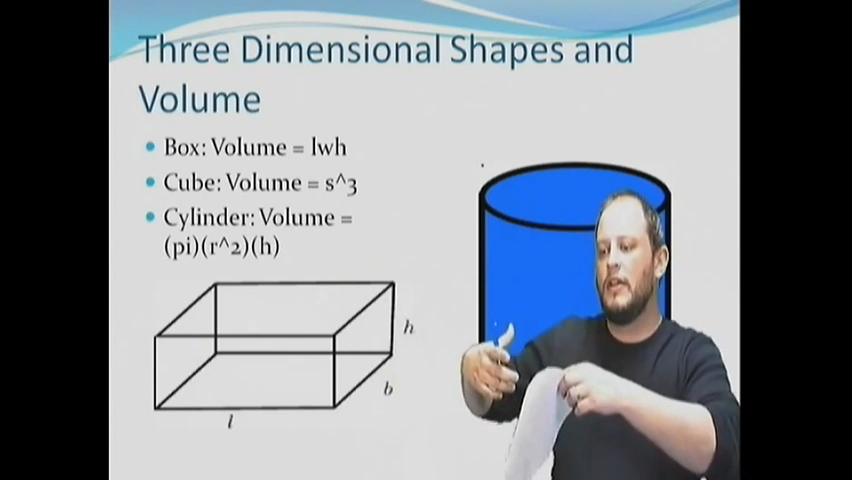 Three Dimensional Shapes and
Volume
Box: Volume = lwh
Cube: Volume = s^3
Cylinder: Volume =
(pi)(r^2)(h)
h
b
l